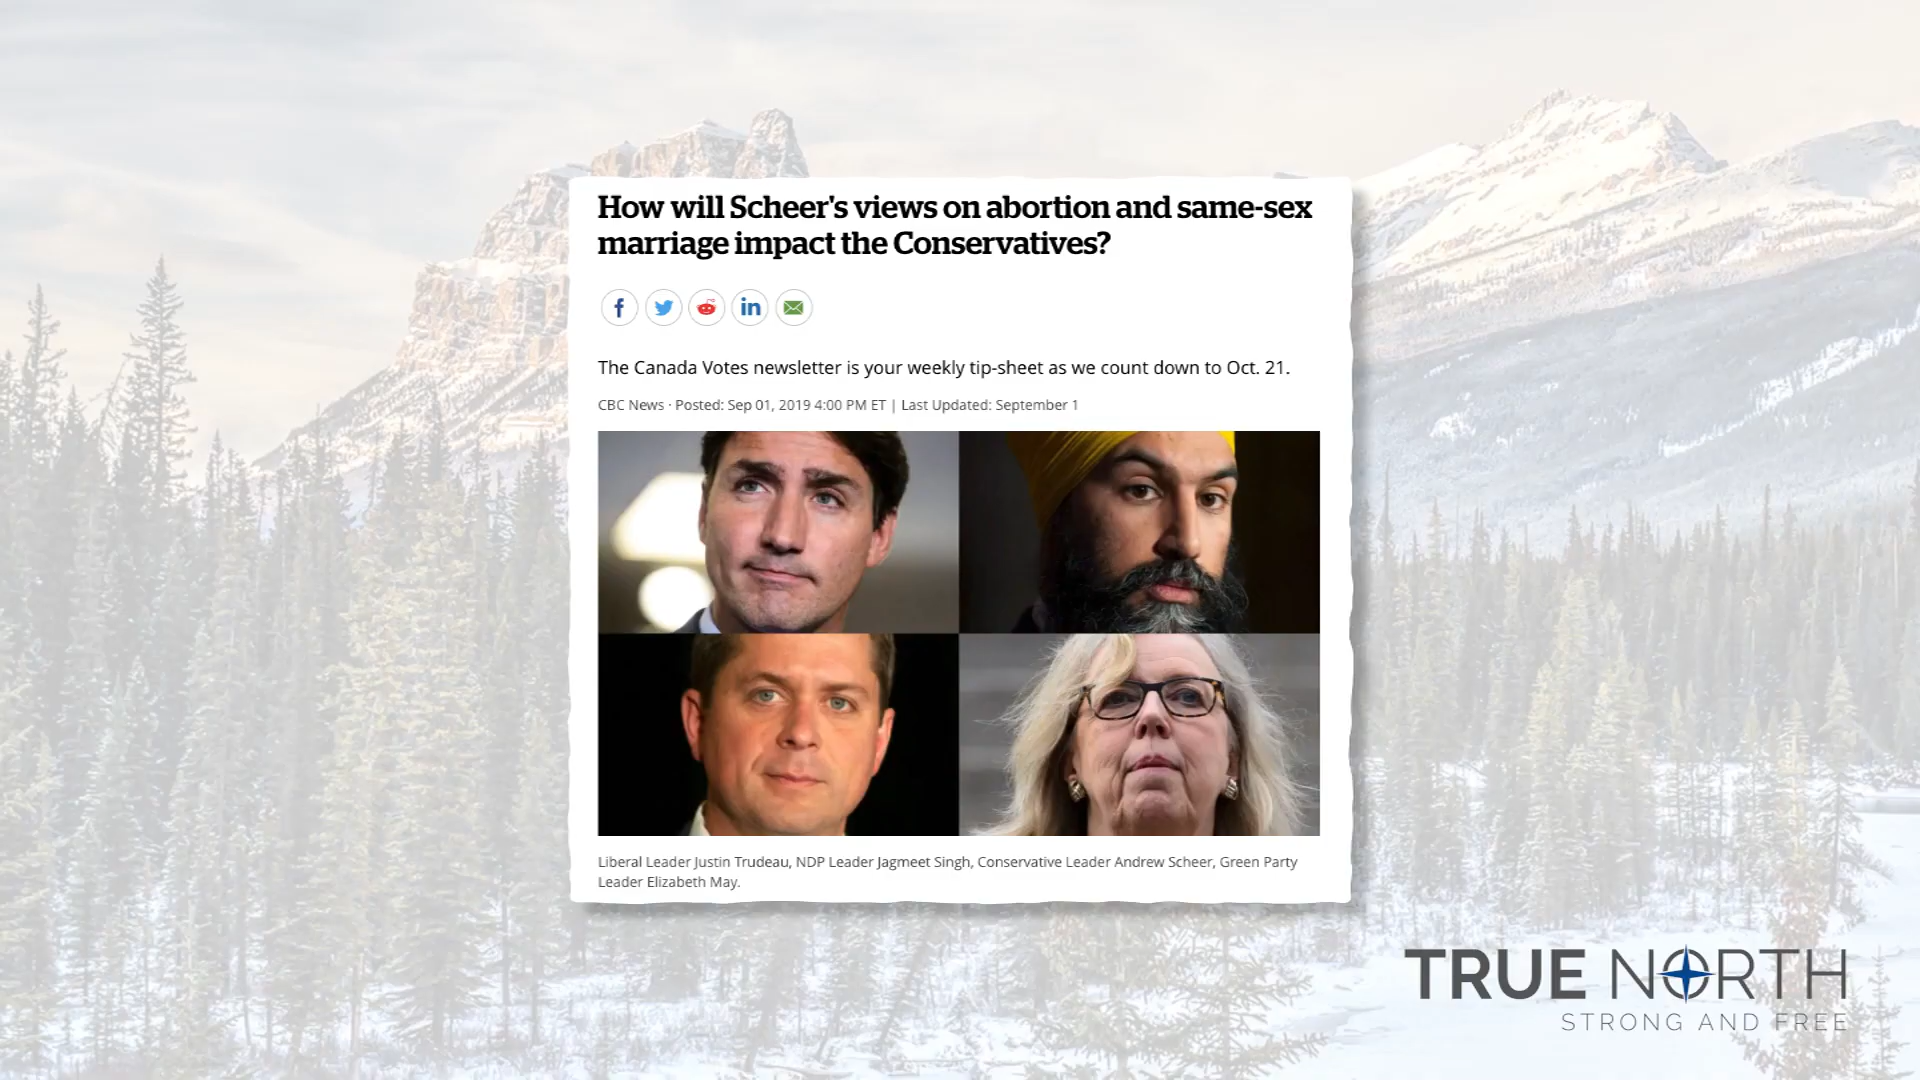 How will Scheer's views on abortion and same-sex
marriage impact the Conservatives?
The Canada Votes newsletter is your weekly tip-sheet as we count down to Oct. 21.
CBC News · Posted: Sep 01, 2019 4:00 PM ET | Last Updated: September 1
Liberal Leader Justin Trudeau, NDP Leader Jagmeet Singh, Conservative Leader Andrew Scheer, Green Party
Leader Elizabeth May.
TRUE NORTH
STRONG AND FREE